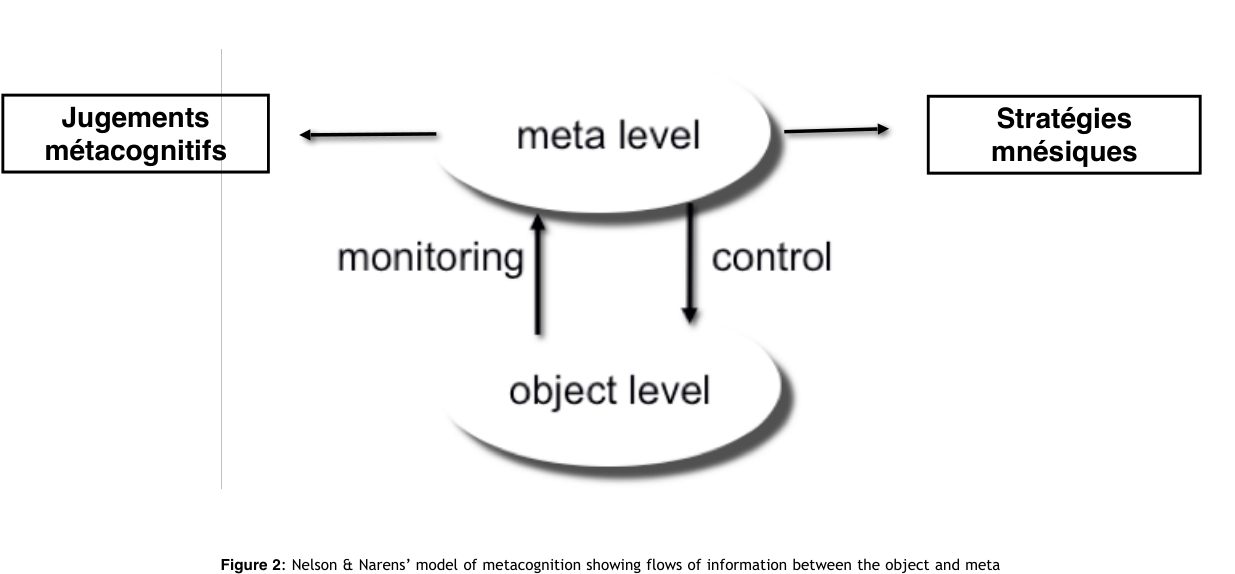 Jugements
métacognitifs
meta level
Stratégies
mnésiques
monitoring
control
object level
Figure 2: Nelson & Narens’ model of metacognition showing flows of information between the object and meta